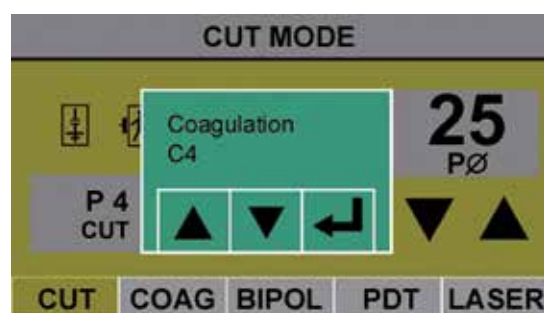 CUT MODE
Coagulation
C4
25
PØ
P 4
CUT
CUT COAG BIPOL PDT LASER